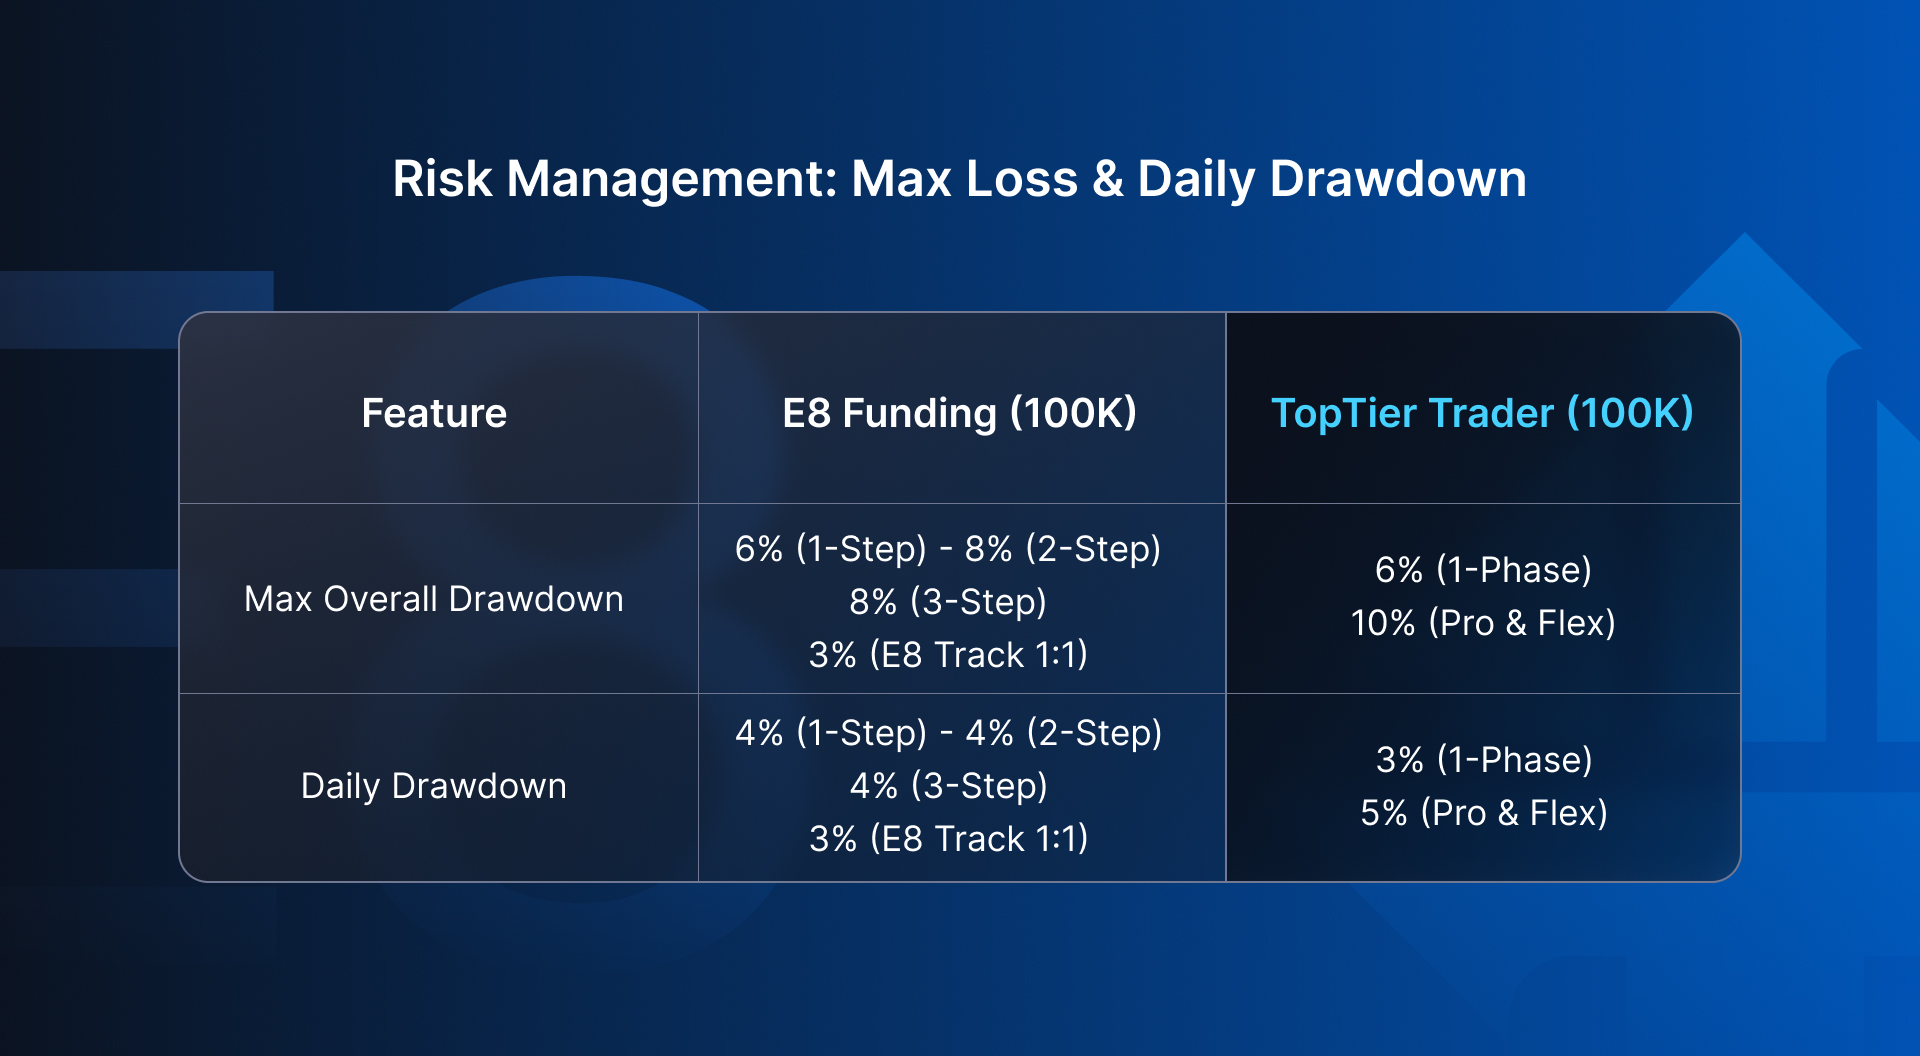 Risk Management: Max Loss & Daily Drawdown
Feature
E8 Funding (100K)
TopTier Trader (100K)
Max Overall Drawdown
6% (1-Step) - 8% (2-Step)
8% (3-Step)
3% (E8 Track 1:1)
6% (1-Phase)
10% (Pro & Flex)
Daily Drawdown
4% (1-Step) - 4% (2-Step)
4% (3-Step)
3% (E8 Track 1:1)
3% (1-Phase)
5% (Pro & Flex)